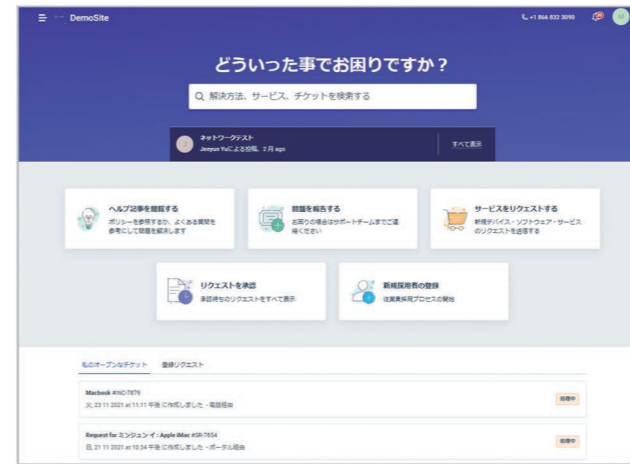 DemoSite
+1 866 832 3090
どういった事でお困りですか？
解決方法、サービス、チケットを検索する
ネットワークテスト
Jeeyun Yuによる投稿, 2 月 ago
すべて表示
ヘルプ記事を閲覧する
ポリシーを参照するか、よくある質問を
参考にして問題を解決します
問題を報告する
お困りの場合はサポートチームまでご連
絡ください
サービスをリクエストする
新規デバイス・ソフトウェア・サービス
のリクエストを送信する
リクエストを承認
承認待ちのリクエストをすべて表示
新規採用者の登録
従業員採用プロセスの開始
私のオープンなチケット
登録リクエスト
Macbook #INC-7879
火, 23 11 2021 at 11:11 午後 に作成しました - 電話経由
処理中
Request for ミンジュン イ : Apple iMac #SR-7854
日, 21 11 2021 at 10:34 午後 に作成しました - ポータル経由
処理中